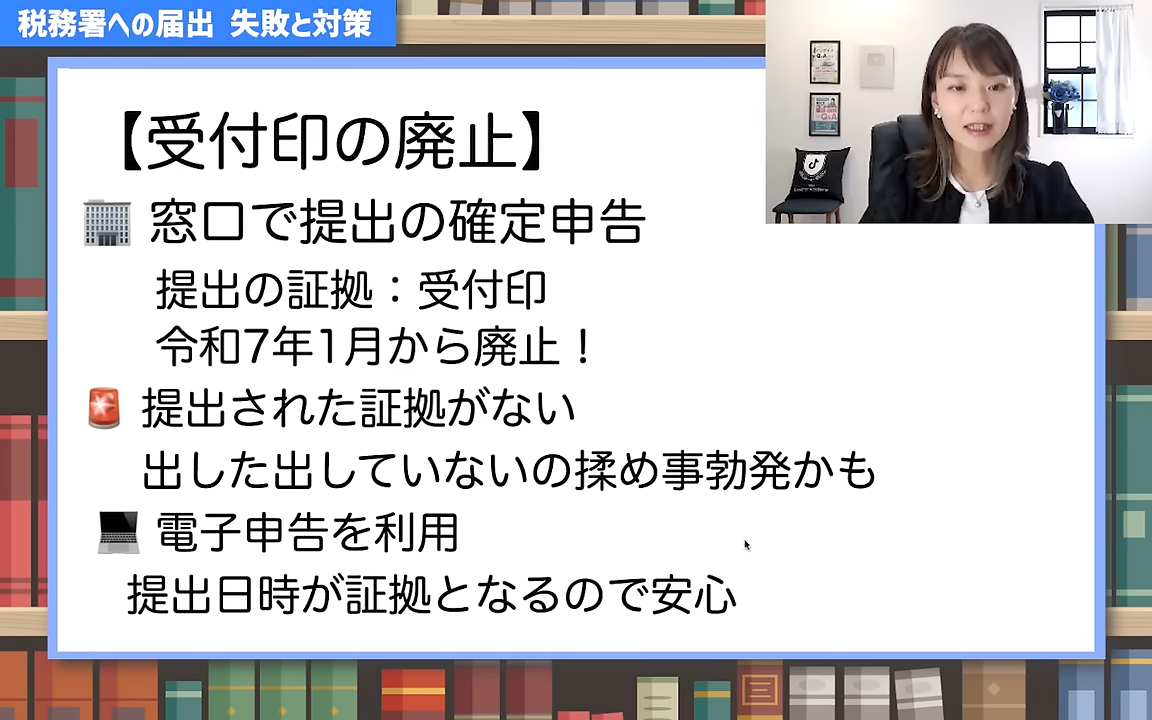 税務署への届出 失敗と対策
【受付印の廃止】
窓口で提出の確定申告
提出の証拠：受付印
令和7年1月から廃止！
提出された証拠がない
出した出していないの揉め事勃発かも
電子申告を利用
提出日時が証拠となるので安心
Q&A
Q&A